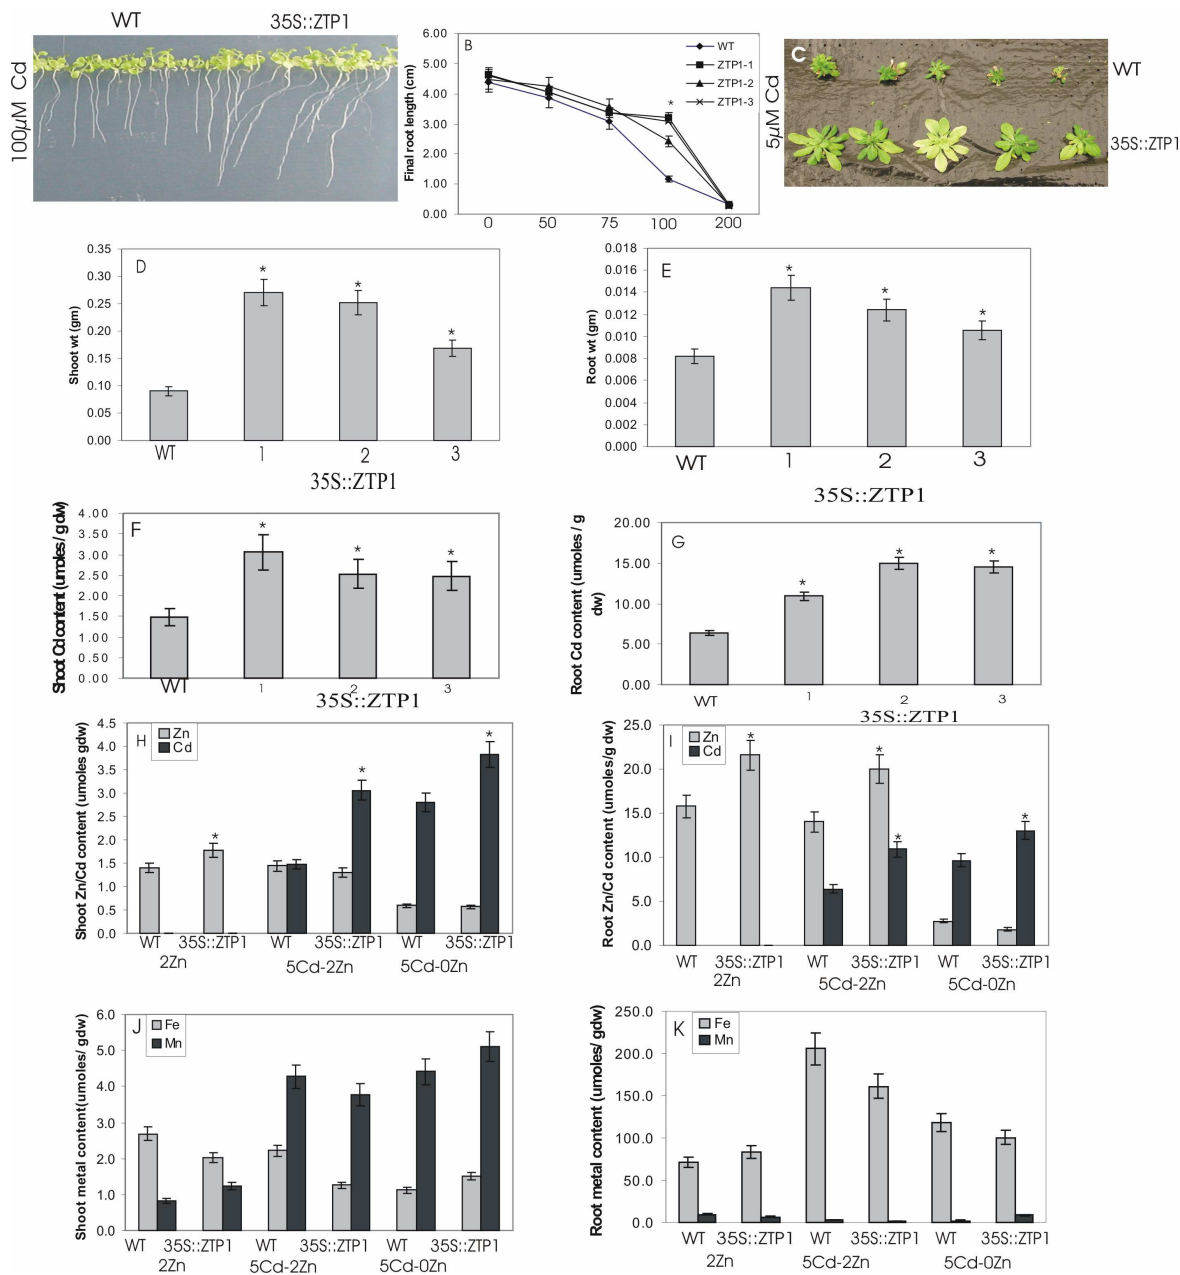 WT 35S::ZTP1
100µM Cd
B
6.00
5.00
4.00
3.00
2.00
1.00
0.00
Final root length (cm)
WT
ZTP1-1
ZTP1-2
ZTP1-3
*
0 50 75 100 200
C
5µM Cd
WT
35S::ZTP1
D
0.35
0.30
0.25
0.20
0.15
0.10
0.05
0.00
Shoot wt (gm)
* * *
WT 1 2 3
35S::ZTP1
E
0.018
0.016
0.014
0.012
0.010
0.008
0.006
0.004
0.002
0.000
Root wt (gm)
* * *
WT 1 2 3
35S::ZTP1
F
4.00
3.50
3.00
2.50
2.00
1.50
1.00
0.50
0.00
Shoot Cd content (umoles / gdw)
* * *
WT 1 2 3
35S::ZTP1
G
20.00
15.00
10.00
5.00
0.00
Root Cd content (umoles / g
dw)
* * *
WT 1 2 3
35S::ZTP1
H
Zn
Cd
4.5
4.0
3.5
3.0
2.5
2.0
1.5
1.0
0.5
0.0
Shoot Zn/Cd content (umoles gdw)
* * *
WT 35S::ZTP1 WT 35S::ZTP1 WT 35S::ZTP1
2Zn 5Cd-2Zn 5Cd-0Zn
I
Zn
Cd
25.0
20.0
15.0
10.0
5.0
0.0
Root Zn/Cd content (umoles/g dw)
* * * *
WT 35S::ZTP1 WT 35S::ZTP1 WT 35S::ZTP1
2Zn 5Cd-2Zn 5Cd-0Zn
J
Fe
Mn
6.0
5.0
4.0
3.0
2.0
1.0
0.0
Shoot metal content(umoles/ gdw)
WT 35S::ZTP1 WT 35S::ZTP1 WT 35S::ZTP1
2Zn 5Cd-2Zn 5Cd-0Zn
K
Fe
Mn
250.0
200.0
150.0
100.0
50.0
0.0
Root metal content (umoles/ gdw)
WT 35S::ZTP1 WT 35S::ZTP1 WT 35S::ZTP1
2Zn 5Cd-2Zn 5Cd-0Zn